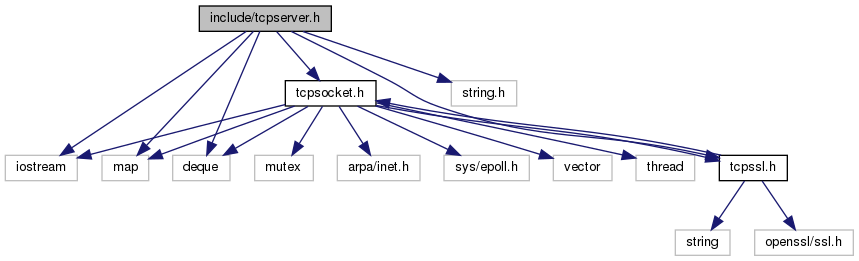 include/tcpserver.h
tcpsocket.h
string.h
iostream
map
deque
mutex
arpa/inet.h
sys/epoll.h
vector
thread
tcpssl.h
string
openssl/ssl.h